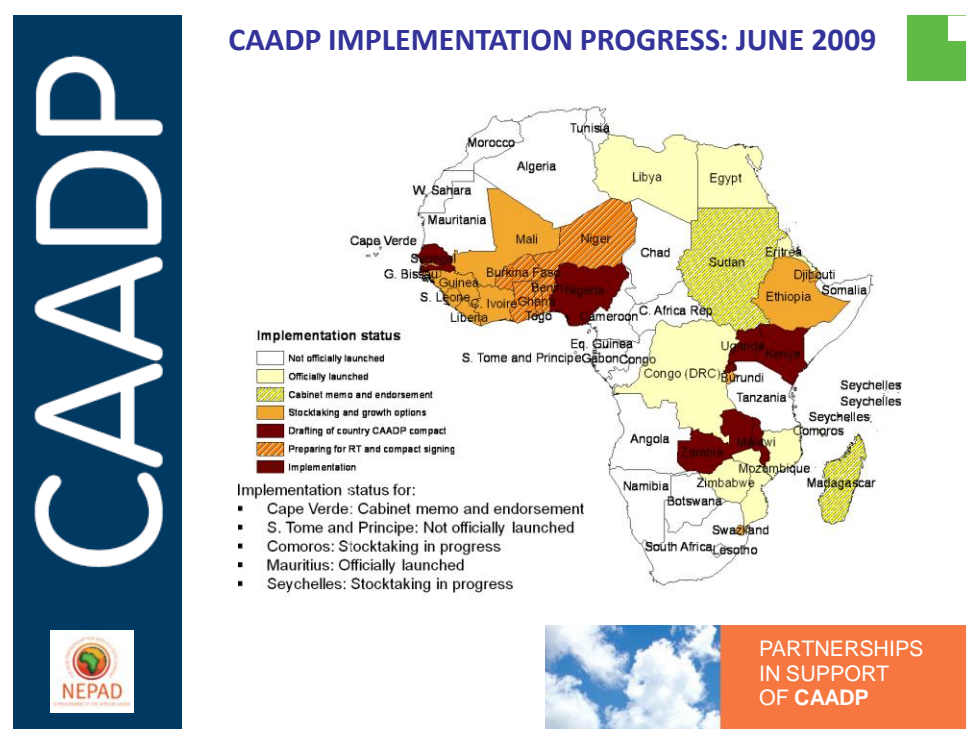 CAADP IMPLEMENTATION PROGRESS: JUNE 2009
CAADP
Tunisia
Morocco
Algeria
Libya
Egypt
W. Sahara
Mauritania
Cape Verde
Mali
Niger
Chad
Sudan
Eritrea
Senegal
G. Bissau
Guinea
Burkina Faso
Benin
Nigeria
Djibouti
Somalia
Ethiopia
S. Leone
C. Ivoire
Ghana
Liberia
Togo
Cameroon
C. Africa Rep.
Eq. Guinea
S. Tome and Principe
Gabon
Congo
Uganda
Kenya
Congo (DRC)
Burundi
Tanzania
Seychelles
Seychelles
Seychelles
Comoros
Angola
Malawi
Zambia
Mozambique
Zimbabwe
Madagascar
Namibia
Botswana
Swaziland
South Africa
Lesotho
Implementation status
Not officially launched
Officially launched
Cabinet memo and endorsement
Stocktaking and growth options
Drafting of country CAADP compact
Preparing for RT and compact signing
Implementation
Implementation status for:
▪ Cape Verde: Cabinet memo and endorsement
▪ S. Tome and Principe: Not officially launched
▪ Comoros: Stocktaking in progress
▪ Mauritius: Officially launched
▪ Seychelles: Stocktaking in progress
NEPAD
PARTNERSHIPS
IN SUPPORT
OF CAADP